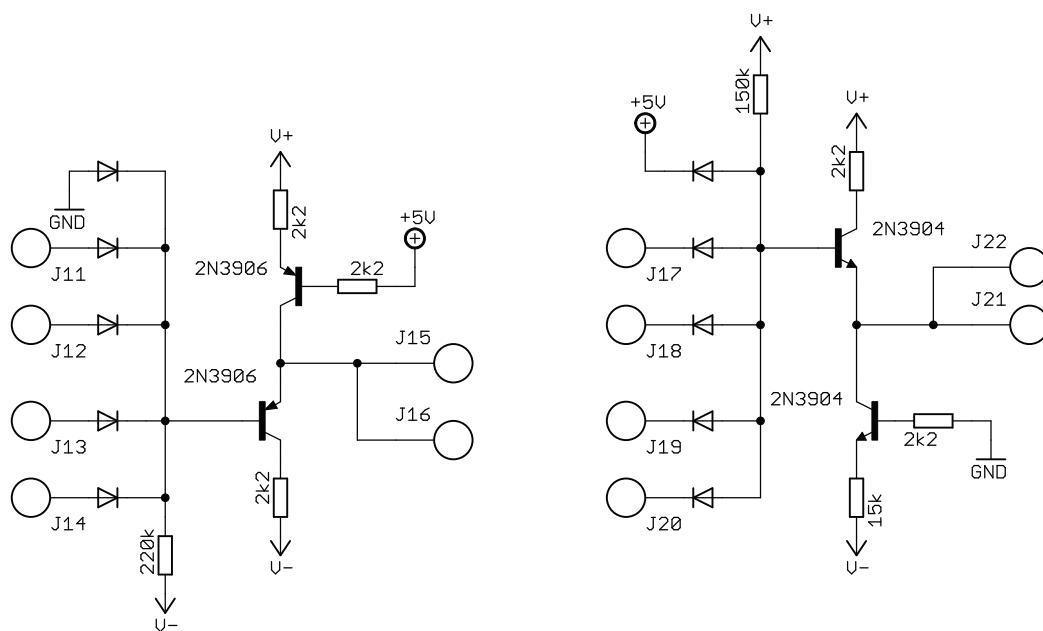 V+
2k2
GND
J11
J12
J13
J14
220k
V-
2N3906
2k2
+5V
2N3906
J15
J16
2k2
V-
V+
150k
+5V
V+
2k2
2N3904
J17
J18
J19
J20
J22
J21
2N3904
2k2
GND
15k
V-